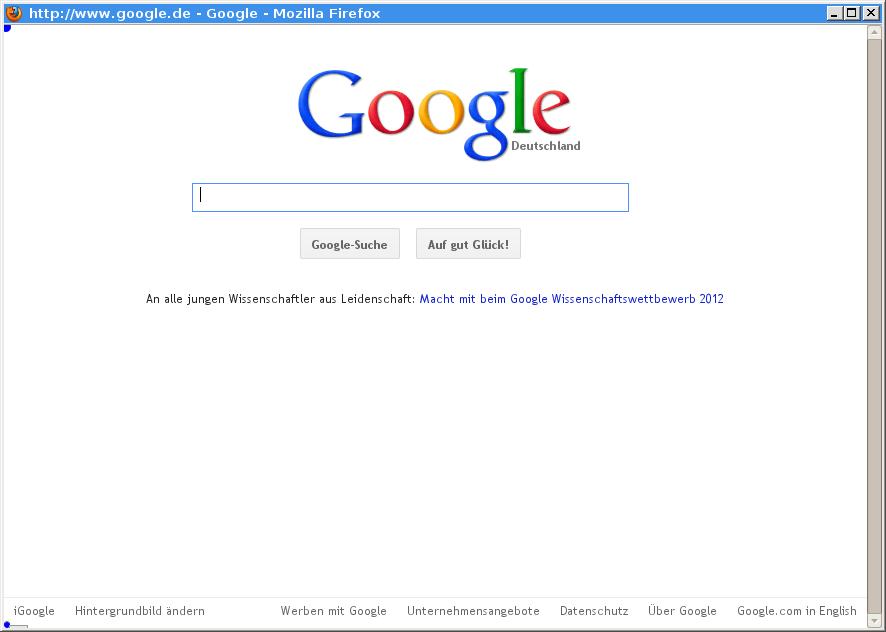 http://www.google.de - Google - Mozilla Firefox
Google
Deutschland
Google-Suche Auf gut Glück!
An alle jungen Wissenschaftler aus Leidenschaft: Macht mit beim Google Wissenschaftswettbewerb 2012
iGoogle Hintergrundbild ändern Werben mit Google Unternehmensangebote Datenschutz Über Google Google.com in English